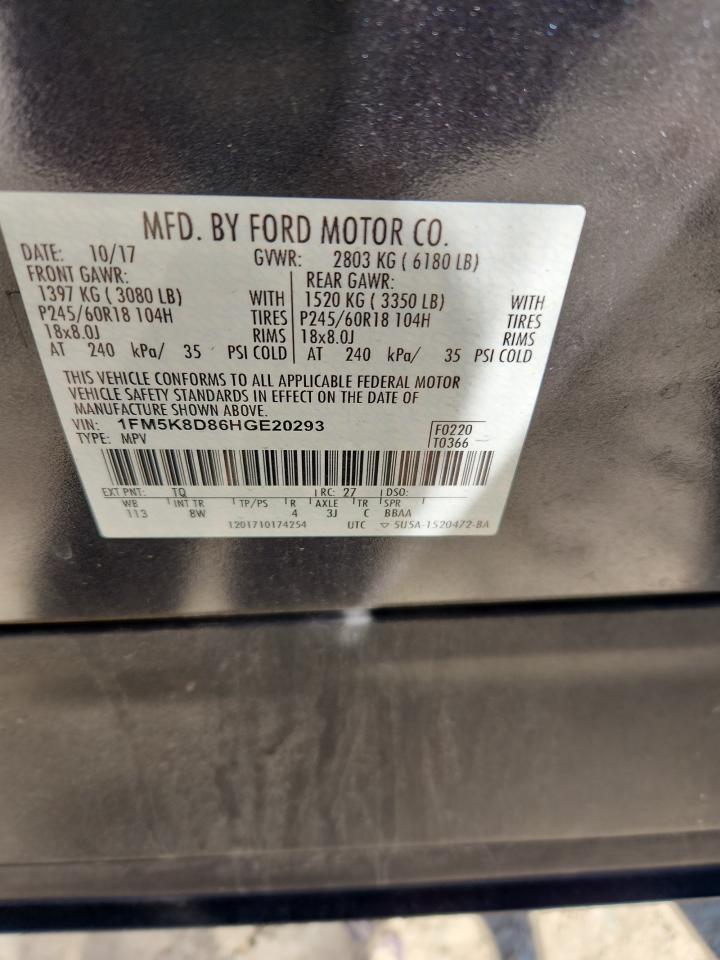 MFD. BY FORD MOTOR CO.
DATE: 10/17 GVWR: 2803 KG ( 6180 LB)
FRONT GAWR: REAR GAWR:
1397 KG ( 3080 LB) WITH 1520 KG ( 3350 LB) WITH
P245/60R18 104H TIRES P245/60R18 104H TIRES
18x8.0J RIMS 18x8.0J RIMS
AT 240 kPa/ 35 PSI COLD AT 240 kPa/ 35 PSI COLD
THIS VEHICLE CONFORMS TO ALL APPLICABLE FEDERAL MOTOR
VEHICLE SAFETY STANDARDS IN EFFECT ON THE DATE OF
MANUFACTURE SHOWN ABOVE.
VIN: 1FM5K8D86HGE20293 F0220
TYPE: MPV T0366
EXT PNT: TQ RC: 27 DSO:
WB INT TR TP/PS R AXLE TR SPR
113 8W 4 3J C BBAA
1201710174254 UTC ▽ 5U5A-1520472-BA